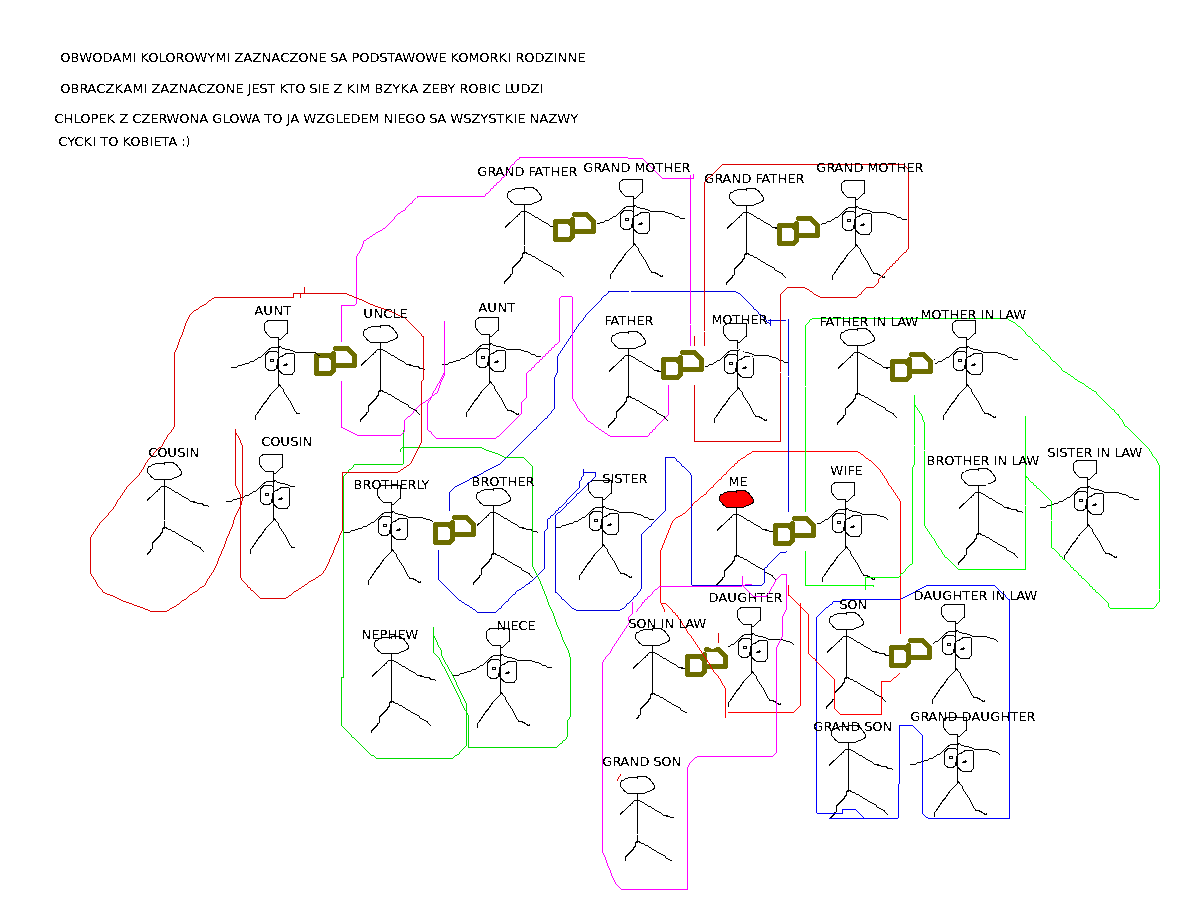 OBWODAMI KOLOROWYMI ZAZNACZONE SA PODSTAWOWE KOMORKI RODZINNE
OBRACZKAMI ZAZNACZONE JEST KTO SIE Z KIM BZYKA ZEBY ROBIC LUDZI
CHLOPEK Z CZERWONA GLOWA TO JA WZGLEDEM NIEGO SA WSZYSTKIE NAZWY
CYCKI TO KOBIETA :)
GRAND FATHER GRAND MOTHER GRAND FATHER GRAND MOTHER
AUNT UNCLE AUNT FATHER MOTHER FATHER IN LAW MOTHER IN LAW
COUSIN COUSIN BROTHERLY BROTHER SISTER ME WIFE BROTHER IN LAW SISTER IN LAW
NEPHEW NIECE SON IN LAW DAUGHTER SON DAUGHTER IN LAW
GRAND SON GRAND SON GRAND DAUGHTER